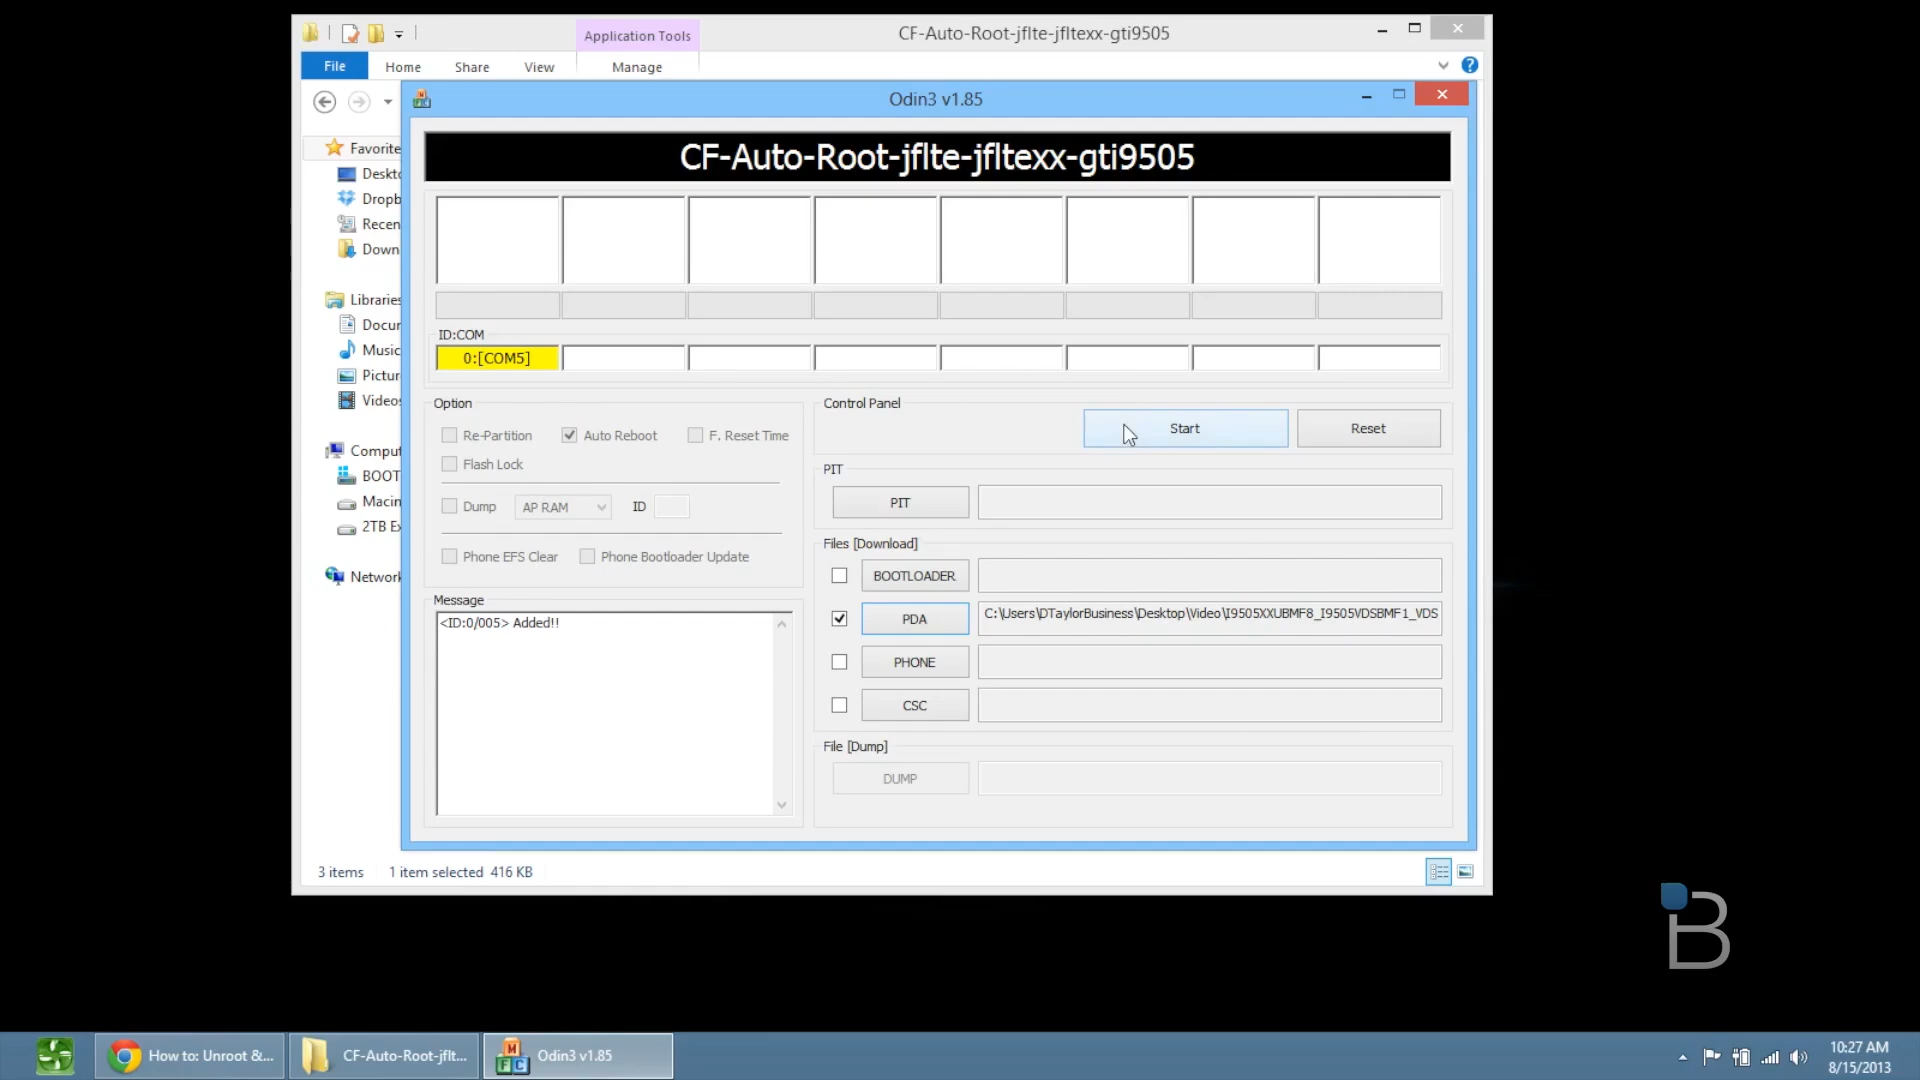 Application Tools
CF-Auto-Root-jflte-jfltexx-gti9505
File
Home
Share
View
Manage
Odin3 v1.85
CF-Auto-Root-jflte-jfltexx-gti9505
Favorite
Deskto
Dropb
Recen
Down
Libraries
Docur
Music
Pictur
Videos
Comput
BOOT
Macin
2TB Ex
Network
ID:COM
0:[COM5]
Option
Re-Partition
Auto Reboot
F. Reset Time
Flash Lock
Dump
AP RAM
ID
Phone EFS Clear
Phone Bootloader Update
Message
<ID:0/005> Added!!
Control Panel
Start
Reset
PIT
PIT
Files [Download]
BOOTLOADER
PDA
C:\Users\DTaylorBusiness\Desktop\Video\I9505XXUBMF8_I9505VDSBMF1_VDS
PHONE
CSC
File [Dump]
DUMP
3 items
1 item selected 416 KB
B
How to: Unroot &...
CF-Auto-Root-jflt...
Odin3 v1.85
10:27 AM
8/15/2013